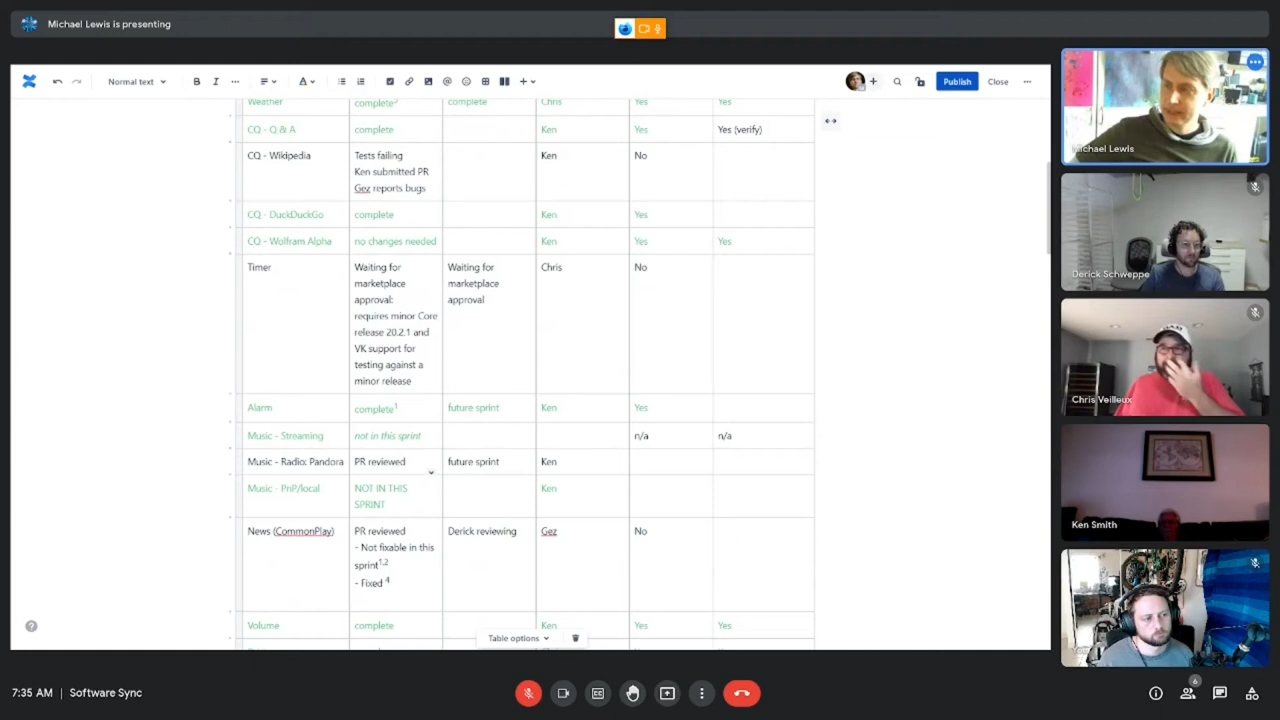 Michael Lewis is presenting
Normal text
Publish
Close
Weather complete³ complete Chris Yes Yes
CQ - Q & A complete Ken Yes Yes (verify)
CQ - Wikipedia Tests failing Ken No
Ken submitted PR
Gez reports bugs
CQ - DuckDuckGo complete Ken Yes
CQ - Wolfram Alpha no changes needed Ken Yes Yes
Timer Waiting for Waiting for Chris No
marketplace marketplace
approval: approval
requires minor Core
release 20.2.1 and
VK support for
testing against a
minor release
Alarm complete¹ future sprint Ken Yes
Music - Streaming not in this sprint n/a n/a
Music - Radio: Pandora PR reviewed future sprint Ken
Music - PnP/local NOT IN THIS Ken
SPRINT
News (CommonPlay) PR reviewed Derick reviewing Gez No
- Not fixable in this
sprint¹,²
- Fixed ⁴
Volume complete Ken Yes Yes
Table options
Michael Lewis
Derick Schweppe
Chris Veilleux
Ken Smith
7:35 AM | Software Sync
6